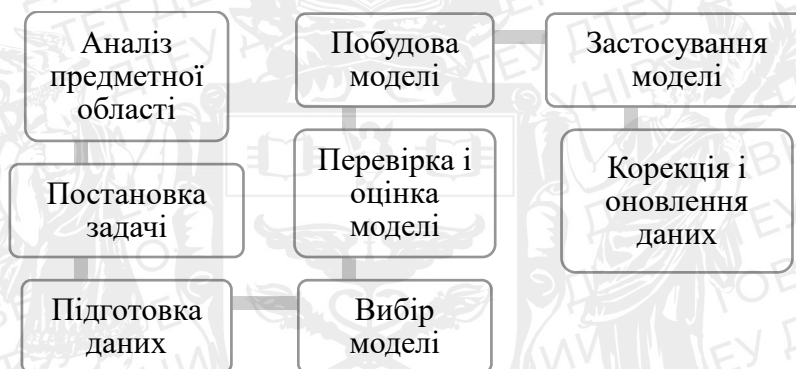 Аналіз
предметної
області
Постановка
задачі
Підготовка
даних
Вибір
моделі
Перевірка і
оцінка
моделі
Побудова
моделі
Застосування
моделі
Корекція і
оновлення
даних